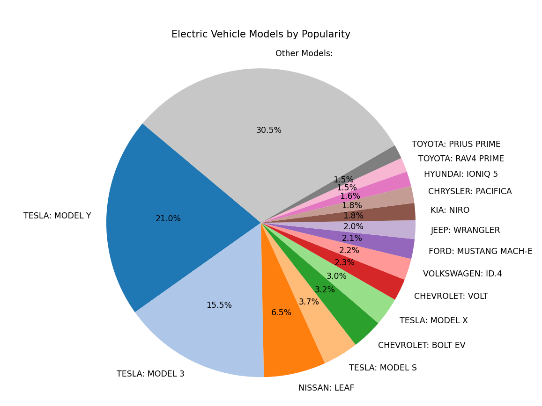 Electric Vehicle Models by Popularity
Other Models:
30.5%
TOYOTA: PRIUS PRIME
1.5%
TOYOTA: RAV4 PRIME
1.5%
HYUNDAI: IONIQ 5
1.6%
CHRYSLER: PACIFICA
1.8%
KIA: NIRO
1.8%
JEEP: WRANGLER
2.0%
FORD: MUSTANG MACH-E
2.1%
VOLKSWAGEN: ID.4
2.2%
CHEVROLET: VOLT
2.3%
TESLA: MODEL X
3.0%
CHEVROLET: BOLT EV
3.2%
TESLA: MODEL S
3.7%
NISSAN: LEAF
6.5%
TESLA: MODEL 3
15.5%
TESLA: MODEL Y
21.0%